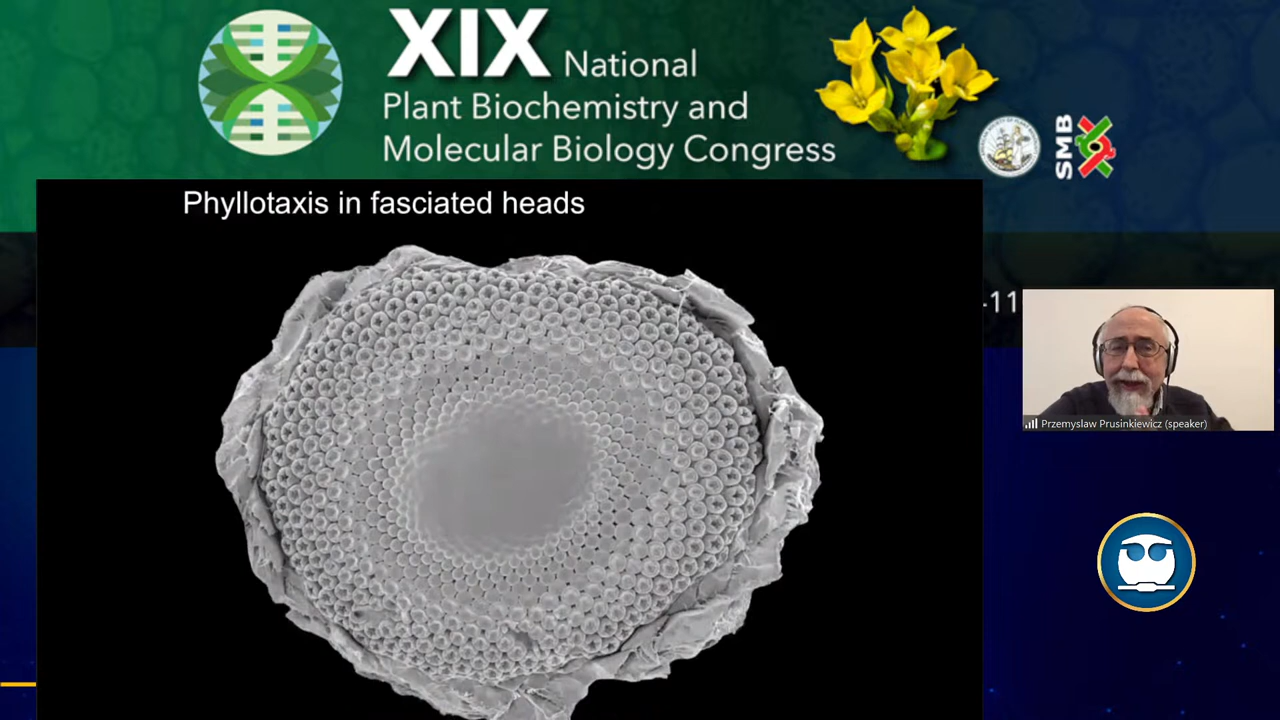 XIX National
Plant Biochemistry and
Molecular Biology Congress
SMB
Phyllotaxis in fasciated heads
-11
Przemyslaw Prusinkiewicz (speaker)